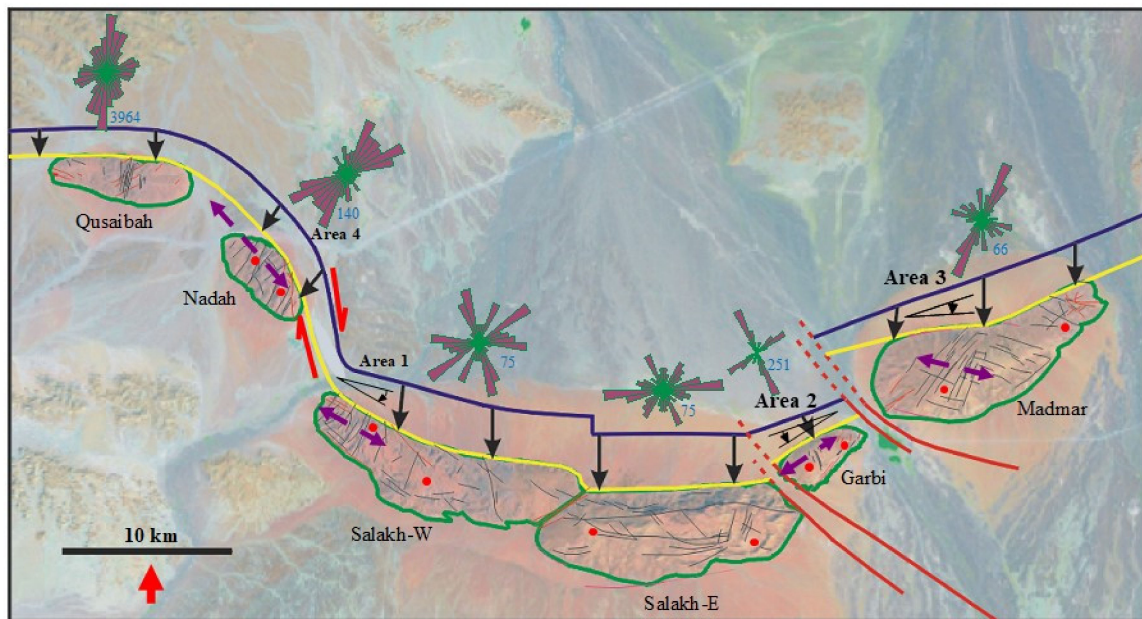 3964
Qusaibah
140
Area 4
Nadah
66
Area 3
Area 1
75
251
75
Area 2
Madmar
Garbi
Salakh-W
10 km
Salakh-E